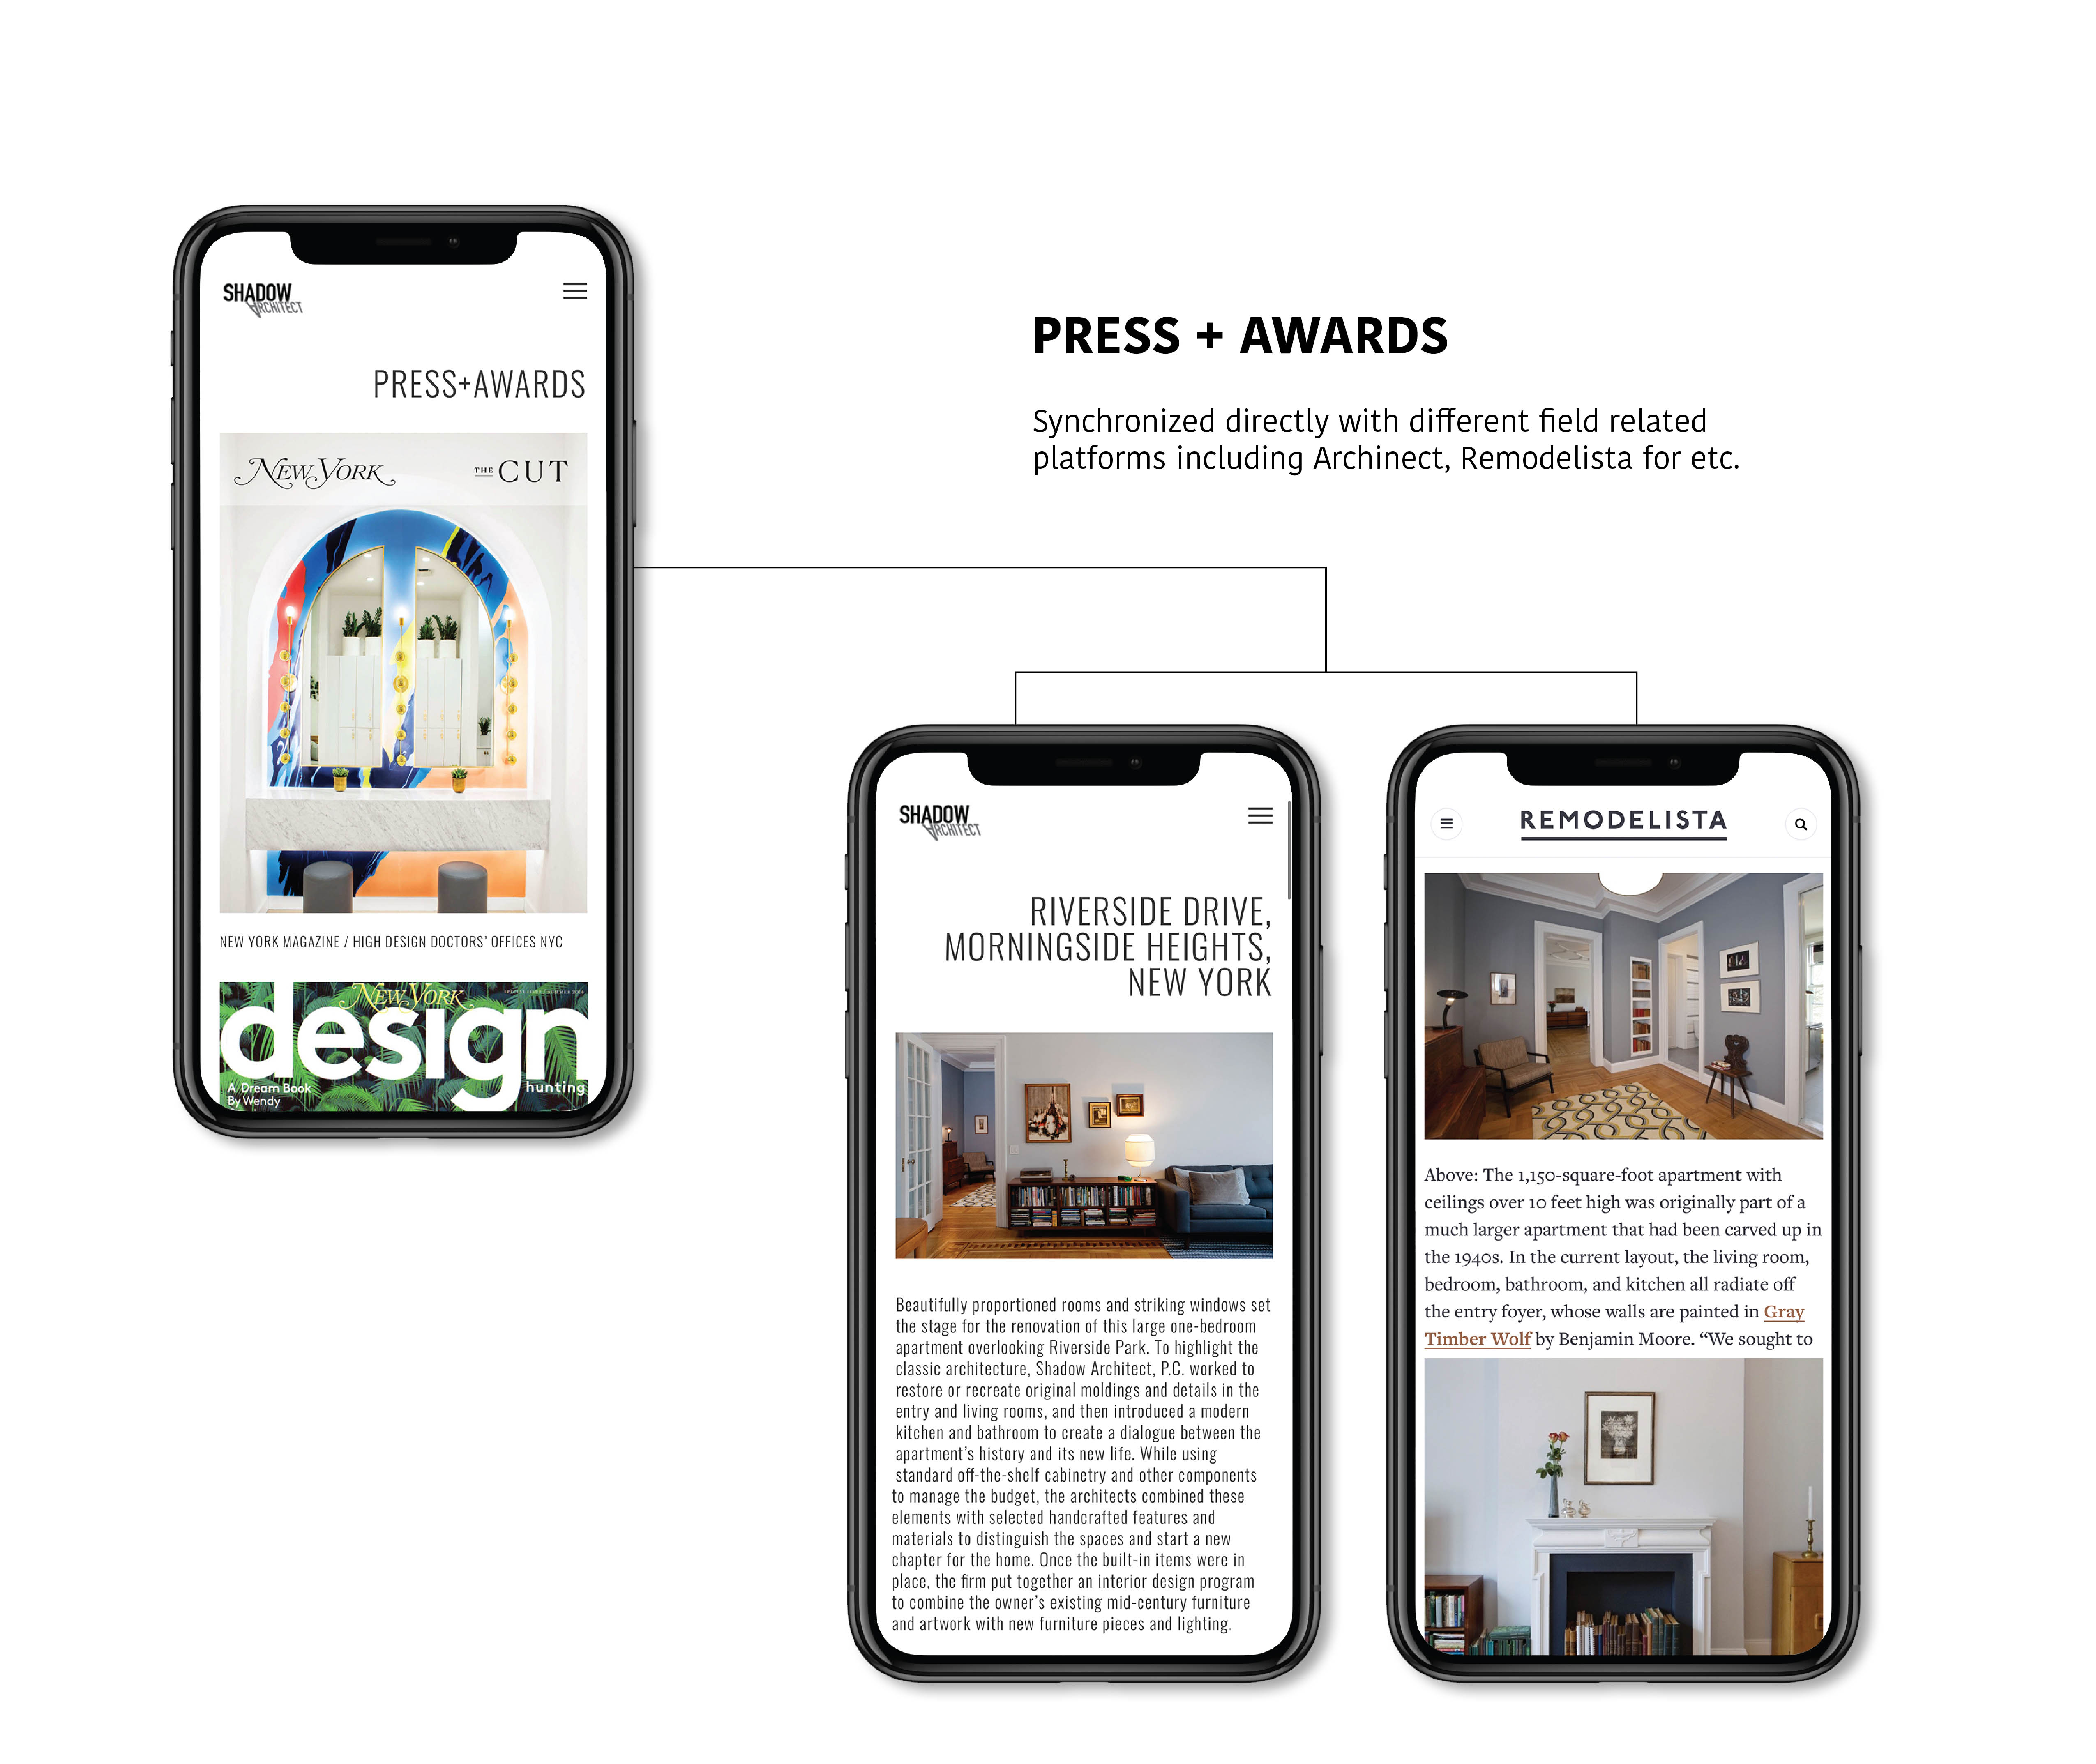 SHADOW
ARCHITECT
PRESS+AWARDS
NEW YORK
THE CUT
NEW YORK MAGAZINE / HIGH DESIGN DOCTORS' OFFICES NYC
NEW YORK
design
A Dream Book
By Wendy
hunting
PRESS + AWARDS
Synchronized directly with different field related
platforms including Archinect, Remodelista for etc.
SHADOW
ARCHITECT
RIVERSIDE DRIVE,
MORNINGSIDE HEIGHTS,
NEW YORK
Beautifully proportioned rooms and striking windows set
the stage for the renovation of this large one-bedroom
apartment overlooking Riverside Park. To highlight the
classic architecture, Shadow Architect, P.C. worked to
restore or recreate original moldings and details in the
entry and living rooms, and then introduced a modern
kitchen and bathroom to create a dialogue between the
apartment's history and its new life. While using
standard off-the-shelf cabinetry and other components
to manage the budget, the architects combined these
elements with selected handcrafted features and
materials to distinguish the spaces and start a new
chapter for the home. Once the built-in items were in
place, the firm put together an interior design program
to combine the owner's existing mid-century furniture
and artwork with new furniture pieces and lighting.
REMODELISTA
Above: The 1,150-square-foot apartment with
ceilings over 10 feet high was originally part of a
much larger apartment that had been carved up in
the 1940s. In the current layout, the living room,
bedroom, bathroom, and kitchen all radiate off
the entry foyer, whose walls are painted in Gray
Timber Wolf by Benjamin Moore. “We sought to